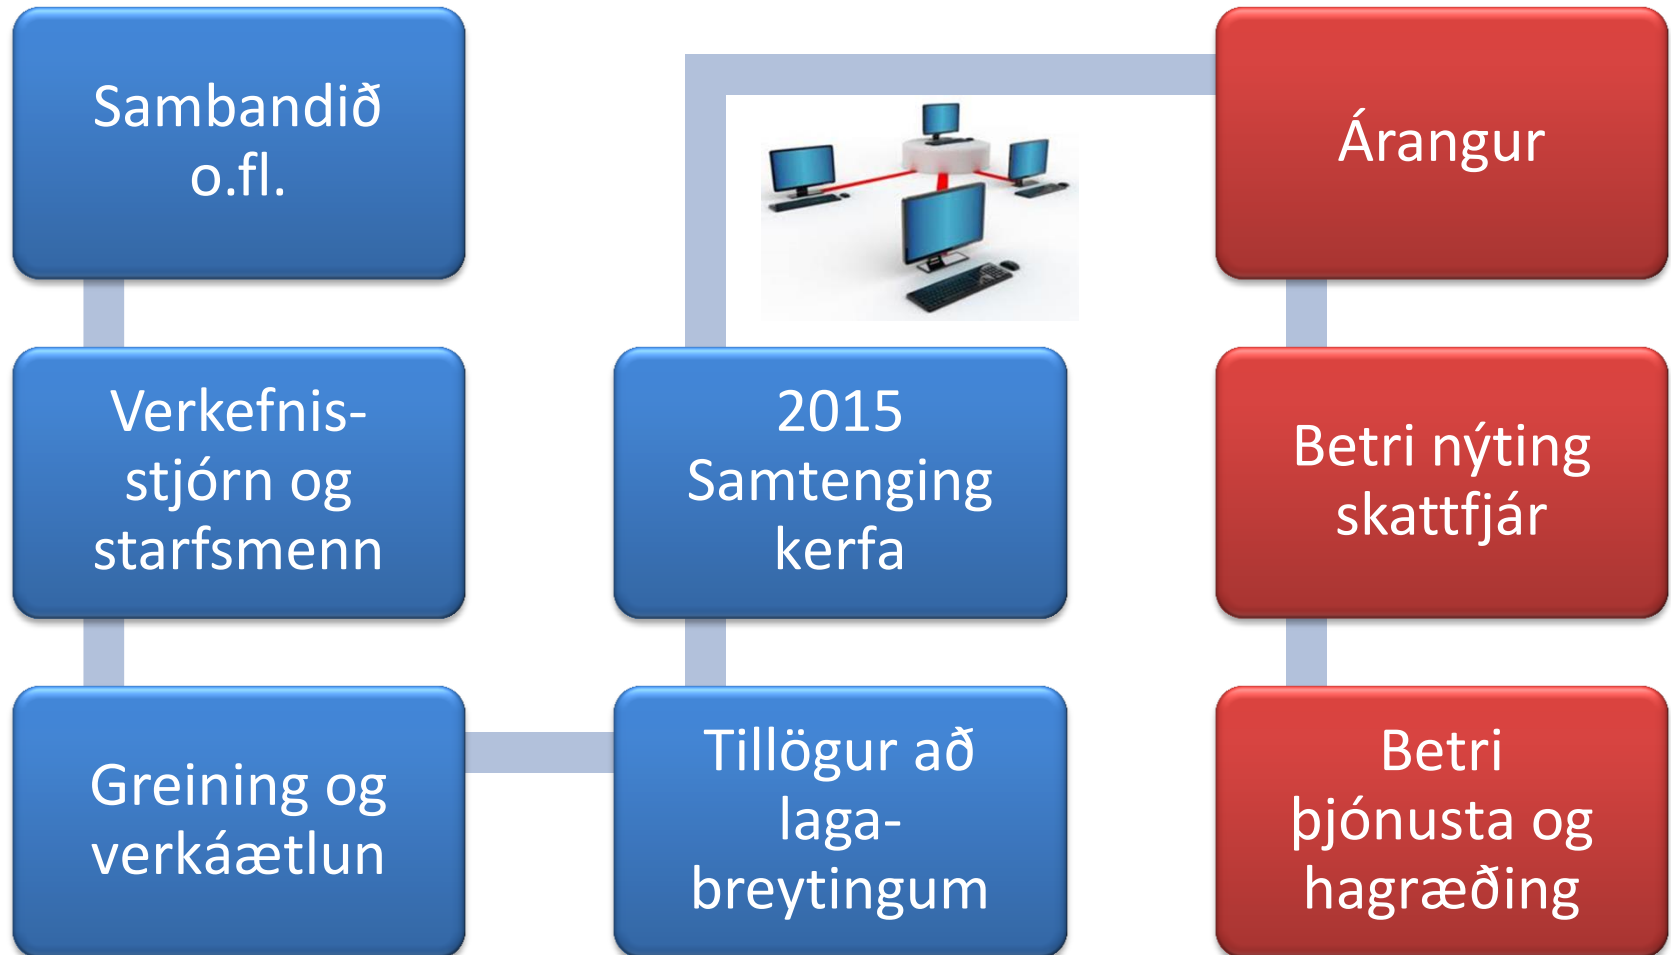 Sambandið
o.fl.
Verkefnis-
stjórn og
starfsmenn
Greining og
verkáætlun
Tillögur að
laga-
breytingum
2015
Samtenging
kerfa
Árangur
Betri nýting
skattfjár
Betri
þjónusta og
hagræðing